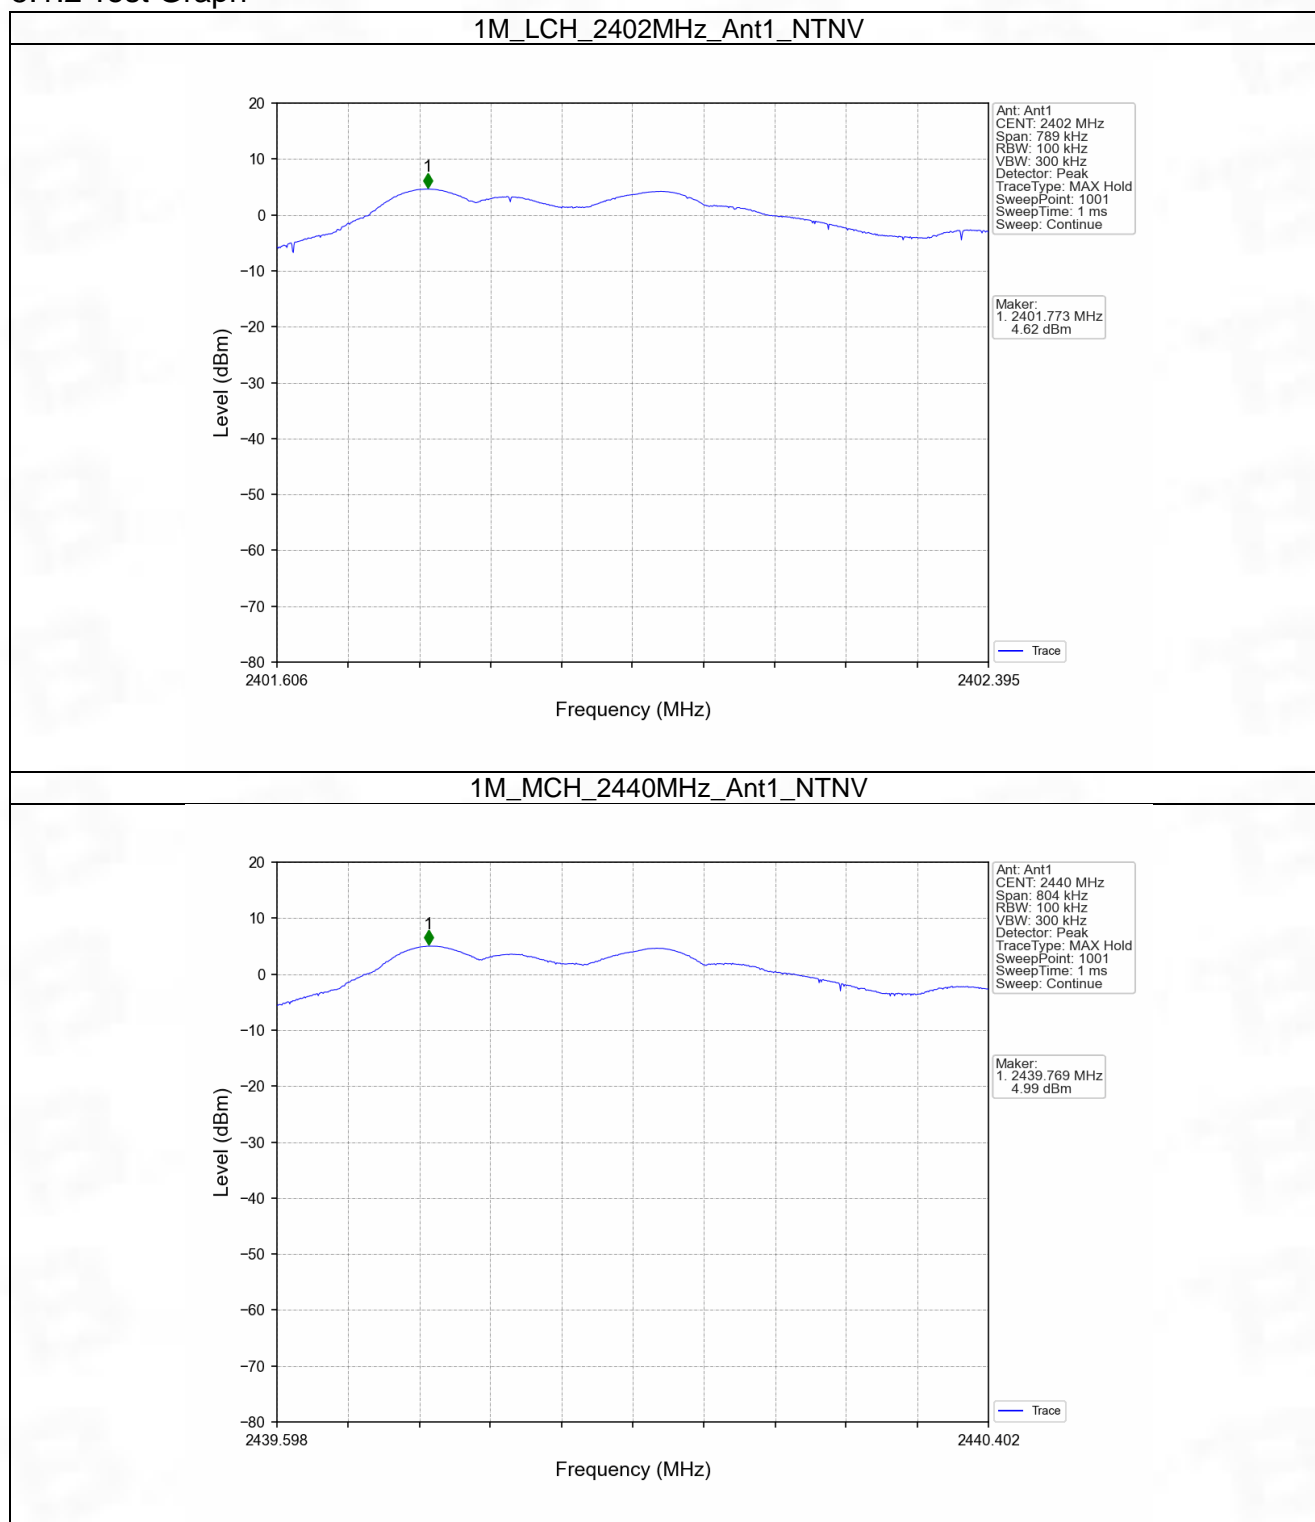 1M_LCH_2402MHz_Ant1_NTNV
20
10
0
−10
−20
−30
−40
−50
−60
−70
−80
Level (dBm)
1
2401.606
2402.395
Frequency (MHz)
Ant: Ant1
CENT: 2402 MHz
Span: 789 kHz
RBW: 100 kHz
VBW: 300 kHz
Detector: Peak
TraceType: MAX Hold
SweepPoint: 1001
SweepTime: 1 ms
Sweep: Continue
Maker:
1. 2401.773 MHz
4.62 dBm
Trace
1M_MCH_2440MHz_Ant1_NTNV
20
10
0
−10
−20
−30
−40
−50
−60
−70
−80
Level (dBm)
1
2439.598
2440.402
Frequency (MHz)
Ant: Ant1
CENT: 2440 MHz
Span: 804 kHz
RBW: 100 kHz
VBW: 300 kHz
Detector: Peak
TraceType: MAX Hold
SweepPoint: 1001
SweepTime: 1 ms
Sweep: Continue
Maker:
1. 2439.769 MHz
4.99 dBm
Trace